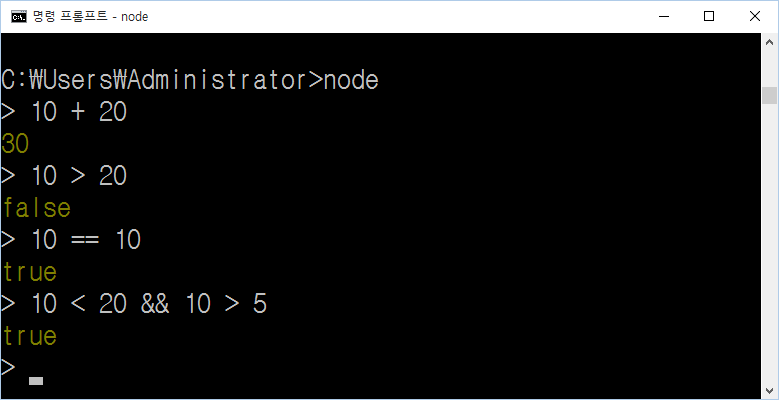 명령 프롬프트 - node
C:₩Users₩Administrator>node
> 10 + 20
30
> 10 > 20
false
> 10 == 10
true
> 10 < 20 && 10 > 5
true
>